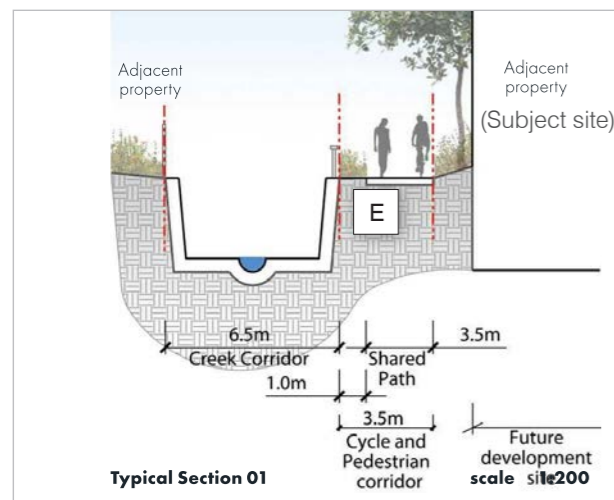 Adjacent
property
Adjacent
property
(Subject site)
E
6.5m
Creek Corridor
Shared
Path
3.5m
1.0m
3.5m
Cycle and
Pedestrian
corridor
Future
development
site
Typical Section 01
scale 1:200